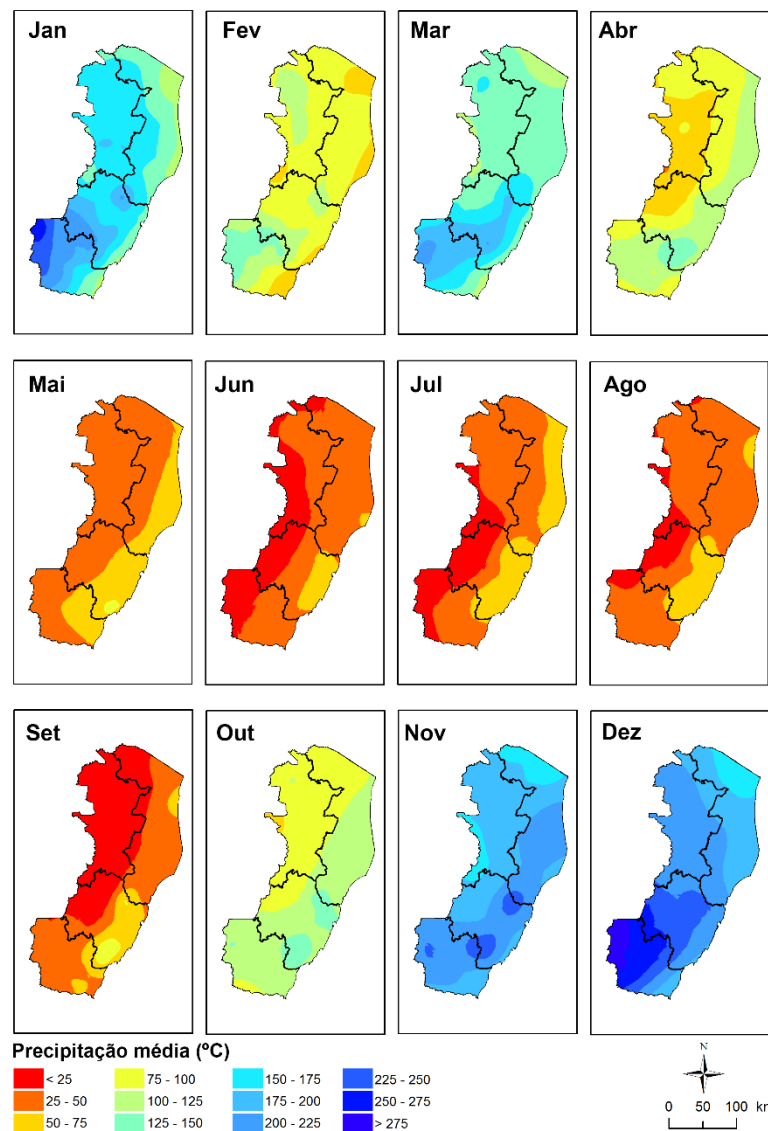 Jan Fev Mar Abr
Mai Jun Jul Ago
Set Out Nov Dez
Precipitação média (ºC)
< 25 75 - 100 150 - 175 225 - 250
25 - 50 100 - 125 175 - 200 250 - 275
50 - 75 125 - 150 200 - 225 > 275
N
0 50 100 km